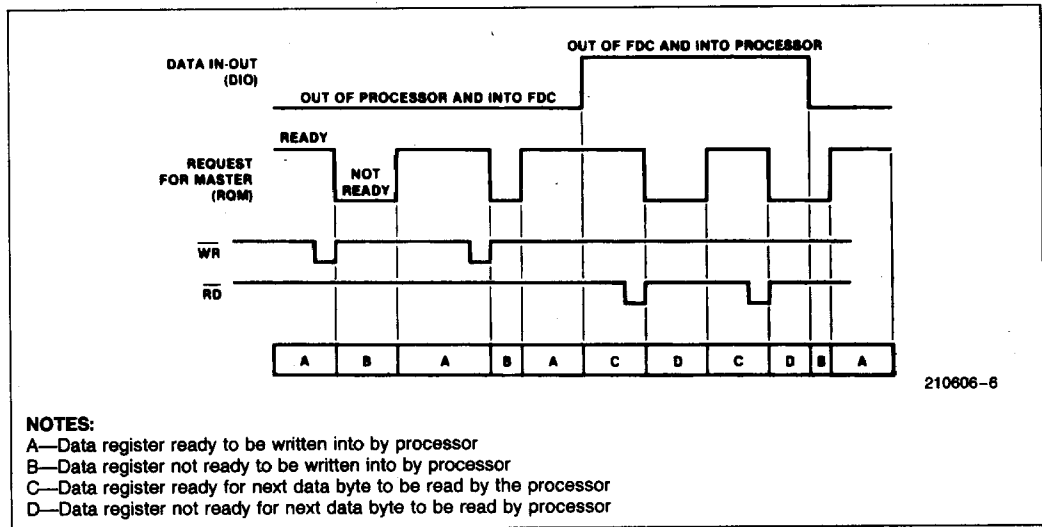 OUT OF FDC AND INTO PROCESSOR
DATA IN-OUT
(DIO)
OUT OF PROCESSOR AND INTO FDC
READY
REQUEST
FOR MASTER
(RQM)
NOT
READY
WR
RD
A B A B A C D C D B A
210606-6
NOTES:
A—Data register ready to be written into by processor
B—Data register not ready to be written into by processor
C—Data register ready for next data byte to be read by the processor
D—Data register not ready for next data byte to be read by processor